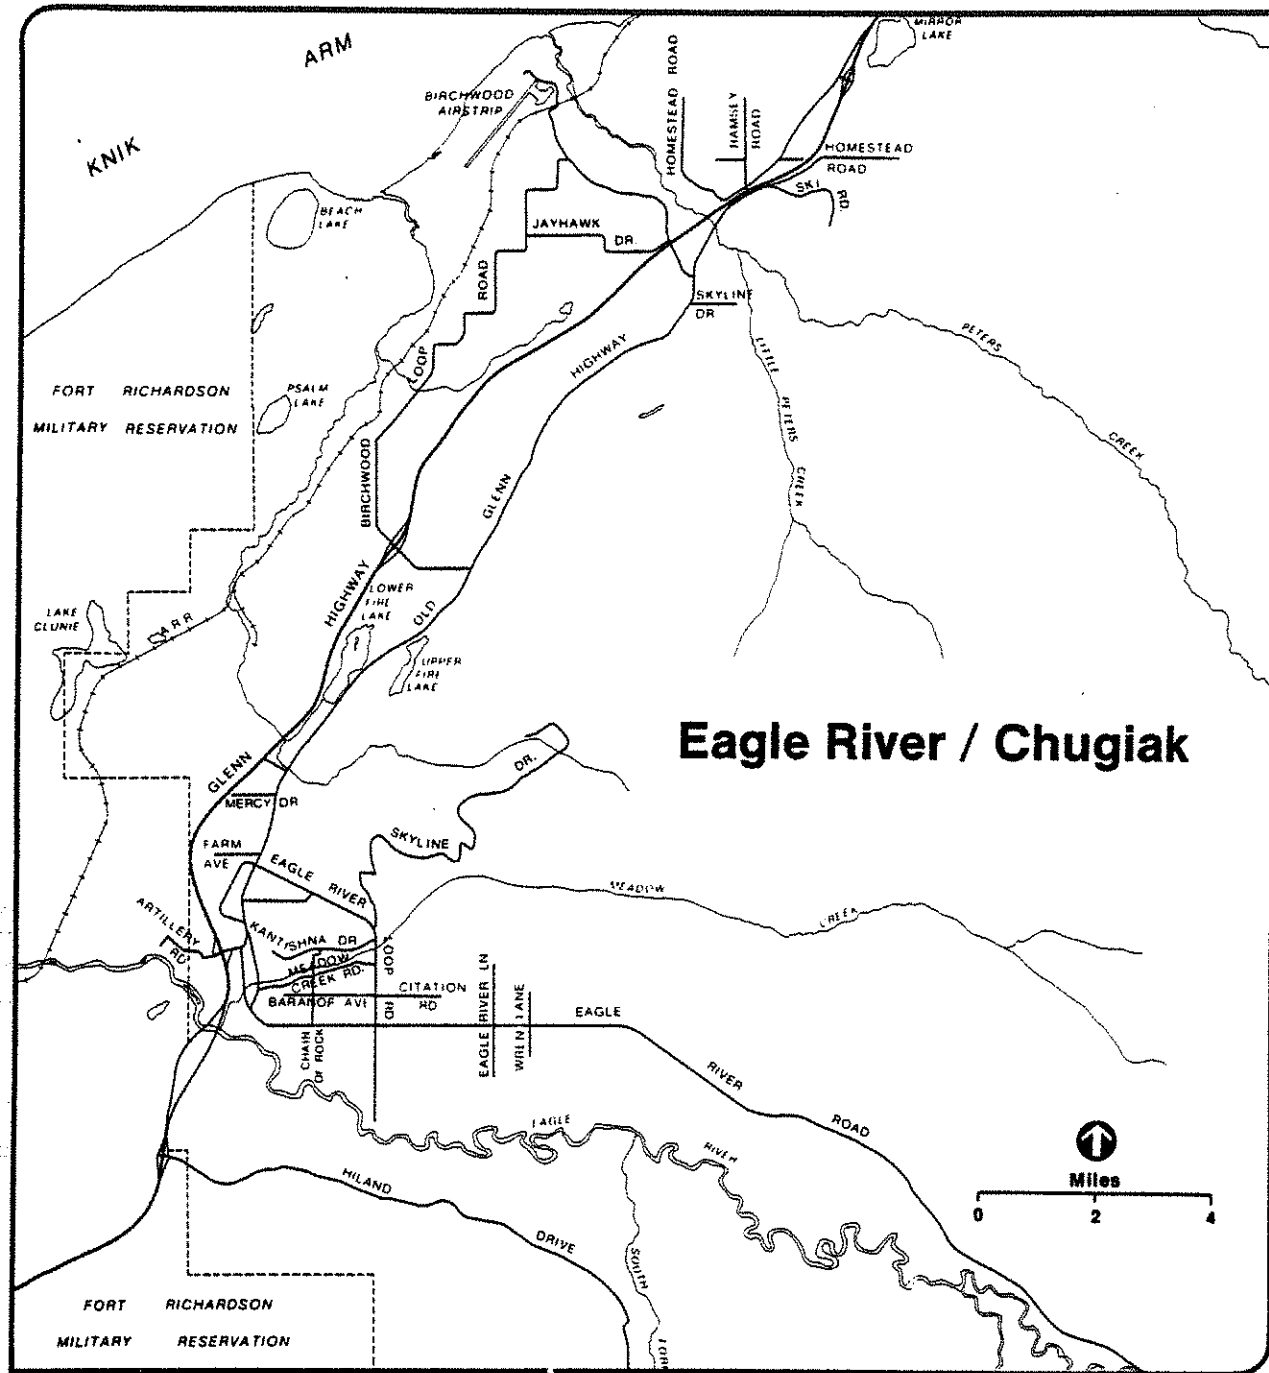 MIRROR
LAKE
ARM
KNIK
BIRCHWOOD
AIRSTRIP
HOMESTEAD ROAD
RAMSEY
ROAD
HOMESTEAD
ROAD
SKI
RD.
BEACH
LAKE
JAYHAWK
DR.
ROAD
SKYLINE
DR
LOOP
HIGHWAY
PETERS
CREEK
LITTLE
PETERS
CREEK
FORT RICHARDSON
MILITARY RESERVATION
PSALM
LAKE
BIRCHWOOD
GLENN
HIGHWAY
LOWER
FIRE
LAKE
OLD
LAKE
CLUNIE
ARR
UPPER
FIRE
LAKE
Eagle River / Chugiak
GLENN
DR.
MERCY DR
SKYLINE
FARM
AVE
EAGLE
RIVER
MEADOW
CREEK
ARTILLERY
RD
KANTISHNA DR
LOOP
RD
MEADOW
CREEK RD.
BARANOF AVE
CITATION
RD
EAGLE RIVER LN
WREN LANE
EAGLE
RIVER
ROAD
CHAIN
OF ROCK
EAGLE
RIVER
HILAND
DRIVE
SOUTH
FORK
Miles
0 2 4
FORT RICHARDSON
MILITARY RESERVATION